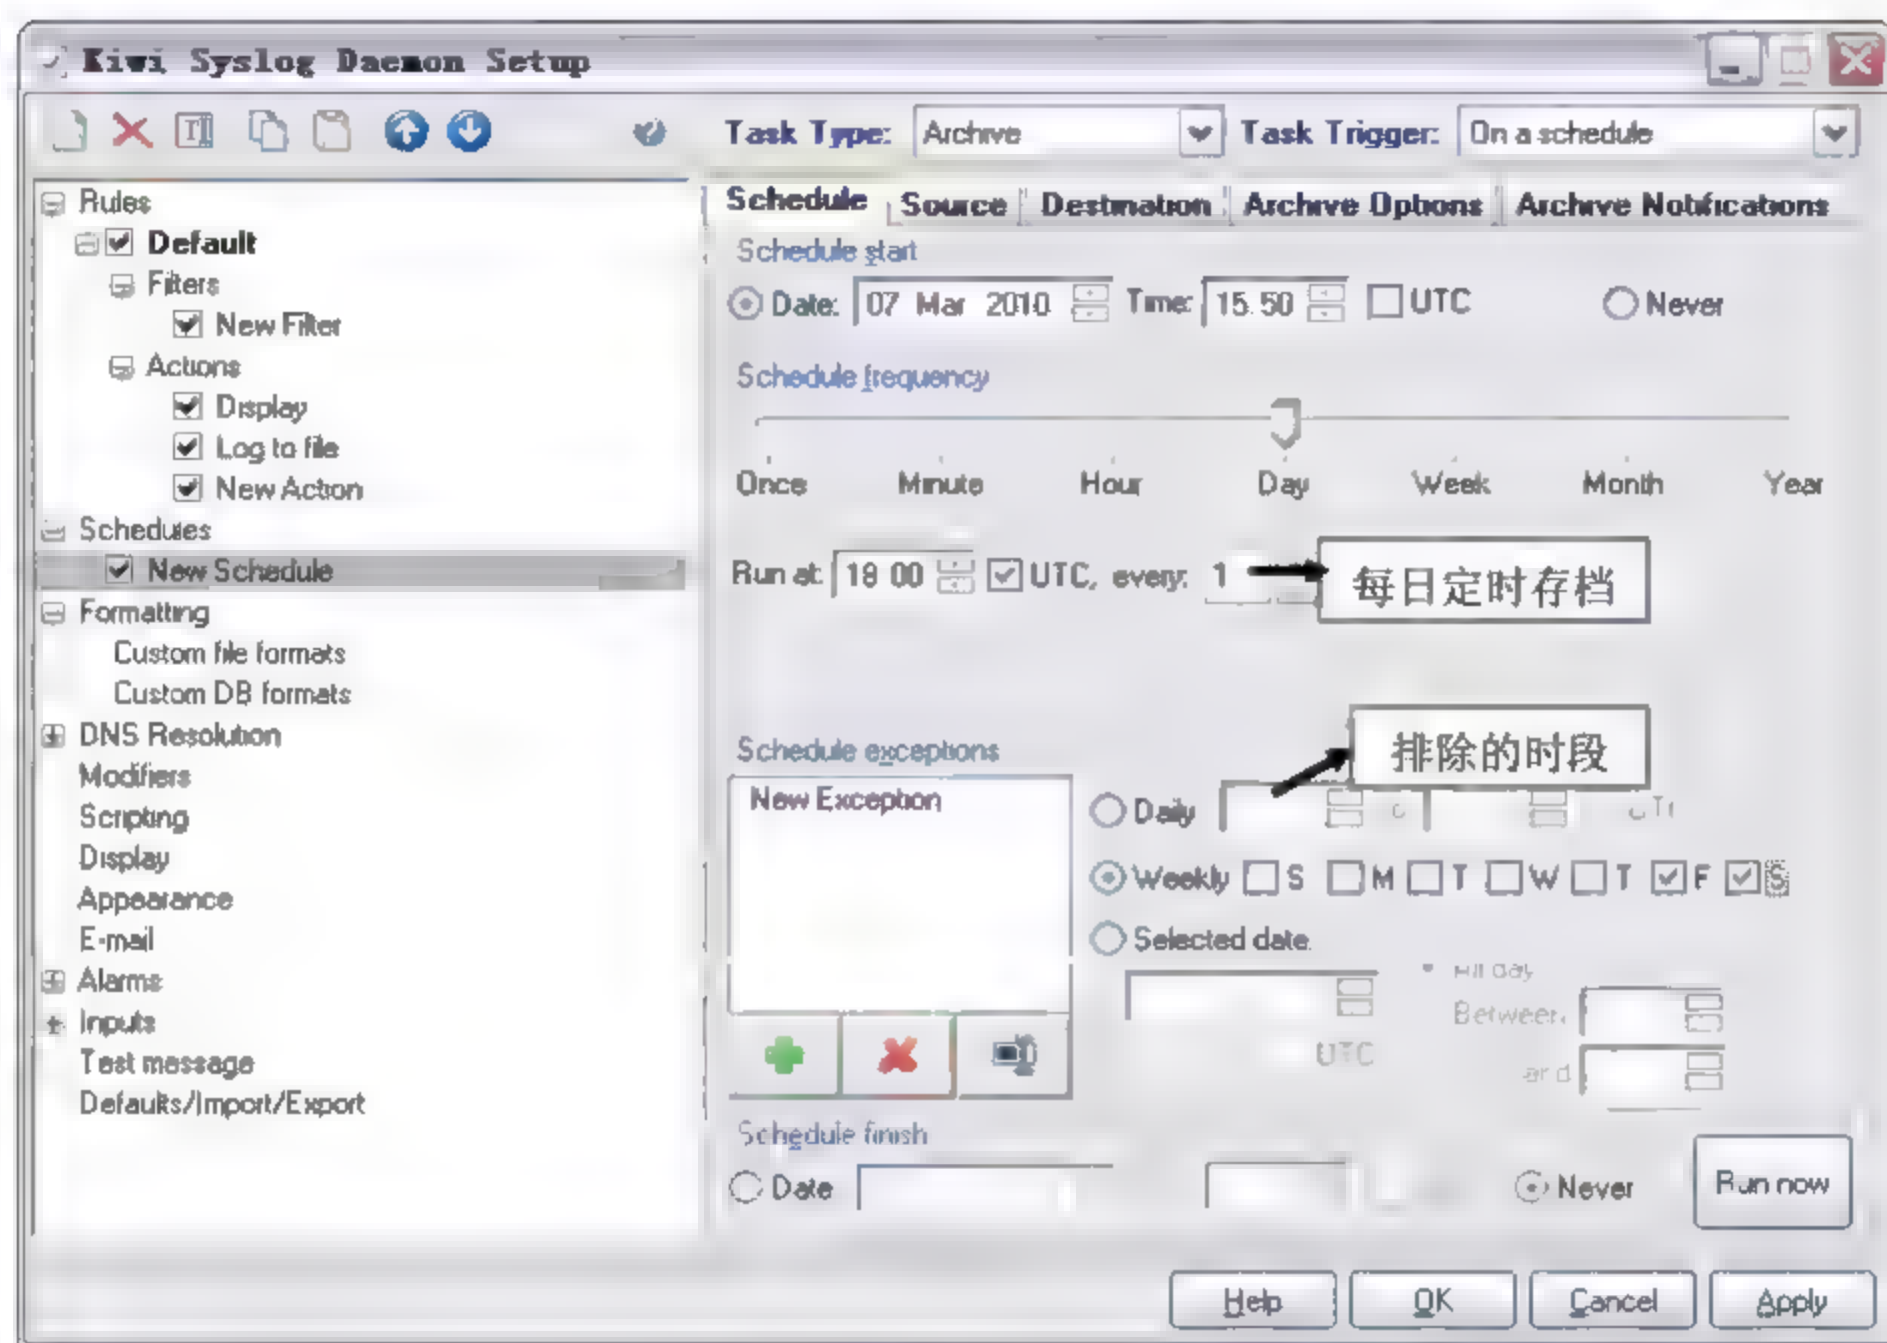 Kiwi Syslog Daemon Setup
Task Type: Archive Task Trigger: On a schedule
Rules
Default
Filters
New Filter
Actions
Display
Log to file
New Action
Schedules
New Schedule
Formatting
Custom file formats
Custom DB formats
DNS Resolution
Modifiers
Scripting
Display
Appearance
E-mail
Alarms
Inputs
Test message
Defaults/Import/Export
Schedule Source Destination Archive Options Archive Notifications
Schedule start
Date: 07 Mar 2010 Time: 15:50 UTC Never
Schedule frequency
Once Minute Hour Day Week Month Year
Run at: 18:00 UTC, every: 1
每日定时存档
排除的时段
Schedule exceptions
New Exception
Daily
Weekly S M T W T F S
Selected date:
All day
Between
UTC
and
Schedule finish
Date Never
Run now
Help OK Cancel Apply